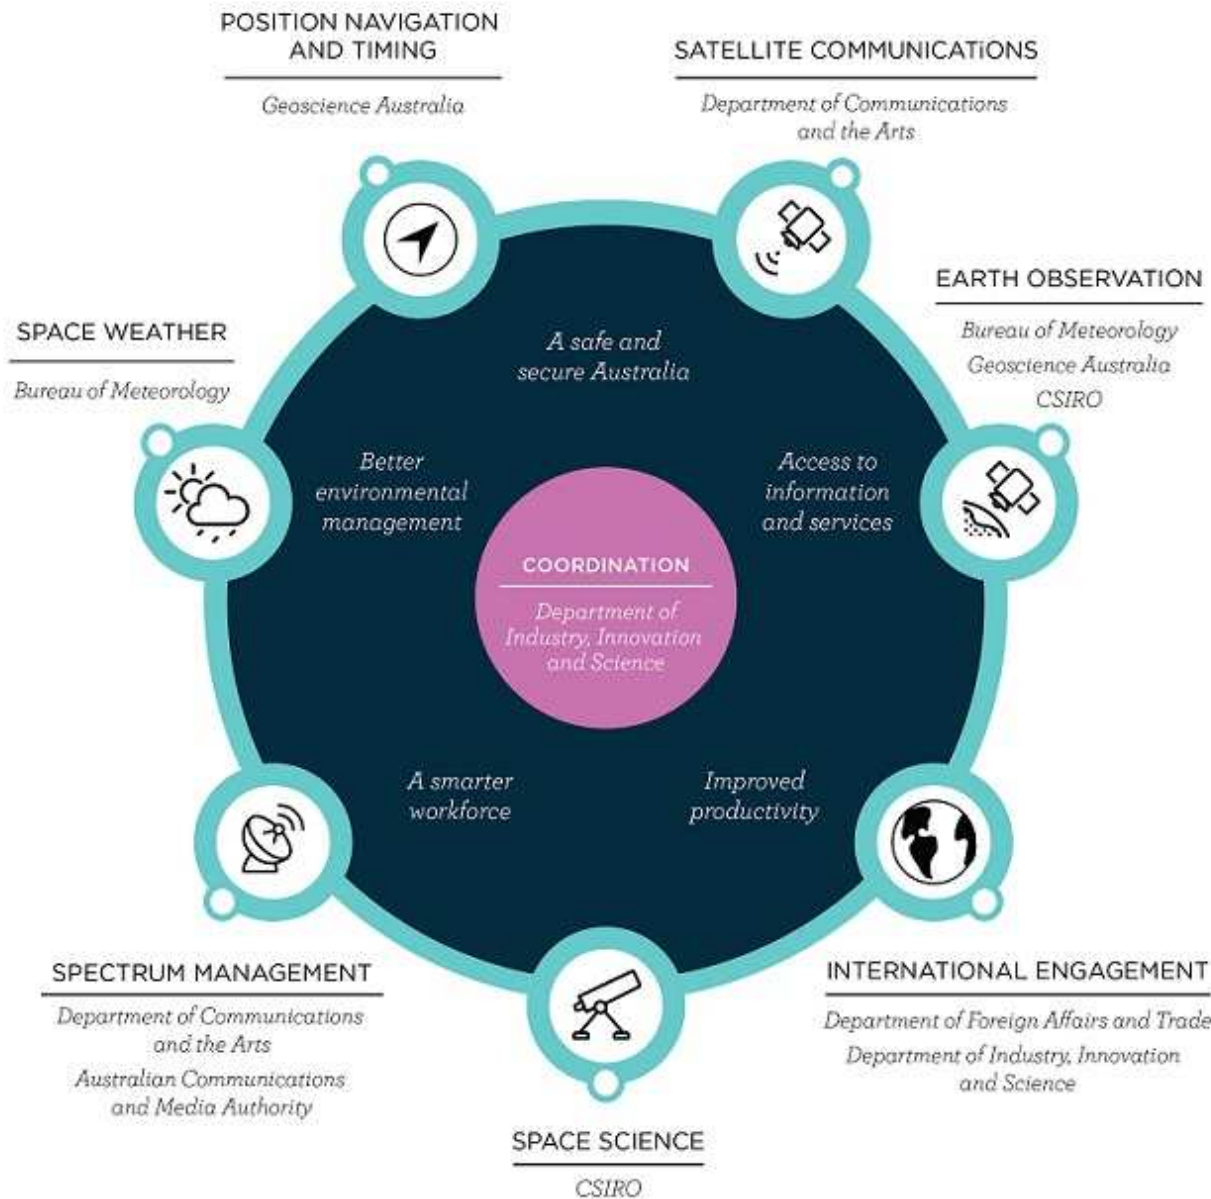 POSITION NAVIGATION
AND TIMING
Geoscience Australia
SATELLITE COMMUNICATiONS
Department of Communications
and the Arts
EARTH OBSERVATION
Bureau of Meteorology
Geoscience Australia
CSIRO
SPACE WEATHER
Bureau of Meteorology
A safe and
secure Australia
Better
environmental
management
Access to
information
and services
COORDINATION
Department of
Industry, Innovation
and Science
A smarter
workforce
Improved
productivity
SPECTRUM MANAGEMENT
Department of Communications
and the Arts
Australian Communications
and Media Authority
INTERNATIONAL ENGAGEMENT
Department of Foreign Affairs and Trade
Department of Industry, Innovation
and Science
SPACE SCIENCE
CSIRO